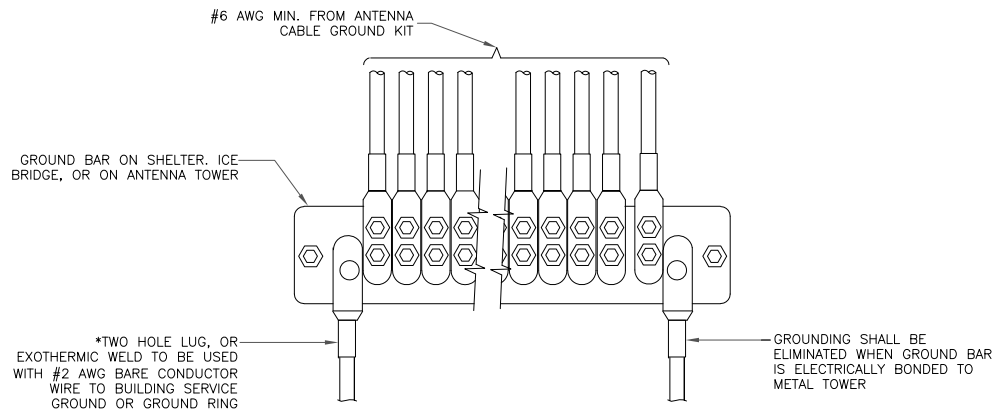 #6 AWG MIN. FROM ANTENNA
CABLE GROUND KIT
GROUND BAR ON SHELTER. ICE
BRIDGE, OR ON ANTENNA TOWER
*TWO HOLE LUG, OR
EXOTHERMIC WELD TO BE USED
WITH #2 AWG BARE CONDUCTOR
WIRE TO BUILDING SERVICE
GROUND OR GROUND RING
GROUNDING SHALL BE
ELIMINATED WHEN GROUND BAR
IS ELECTRICALLY BONDED TO
METAL TOWER